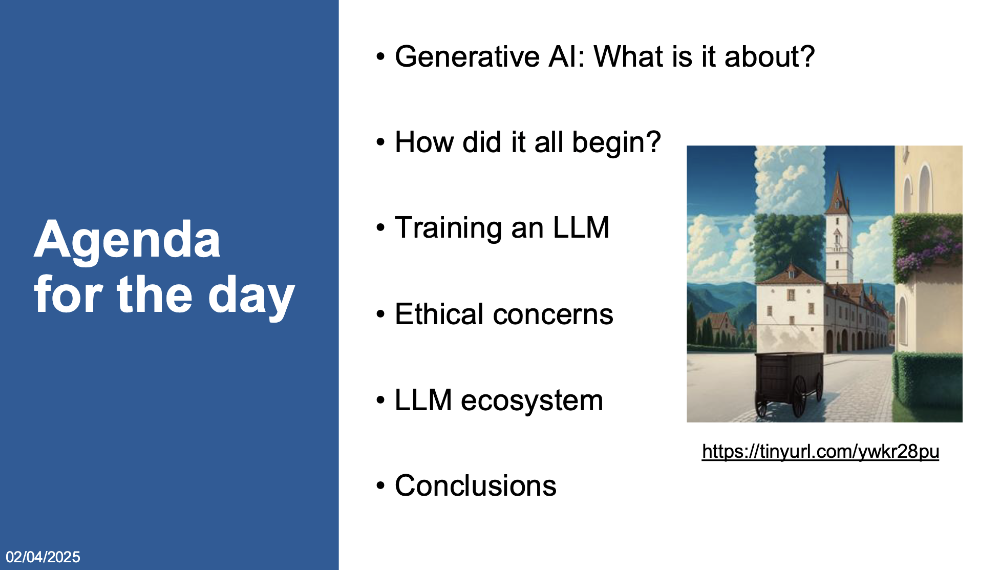 Agenda
for the day
• Generative AI: What is it about?
• How did it all begin?
• Training an LLM
• Ethical concerns
• LLM ecosystem
• Conclusions
https://tinyurl.com/ywkr28pu
02/04/2025